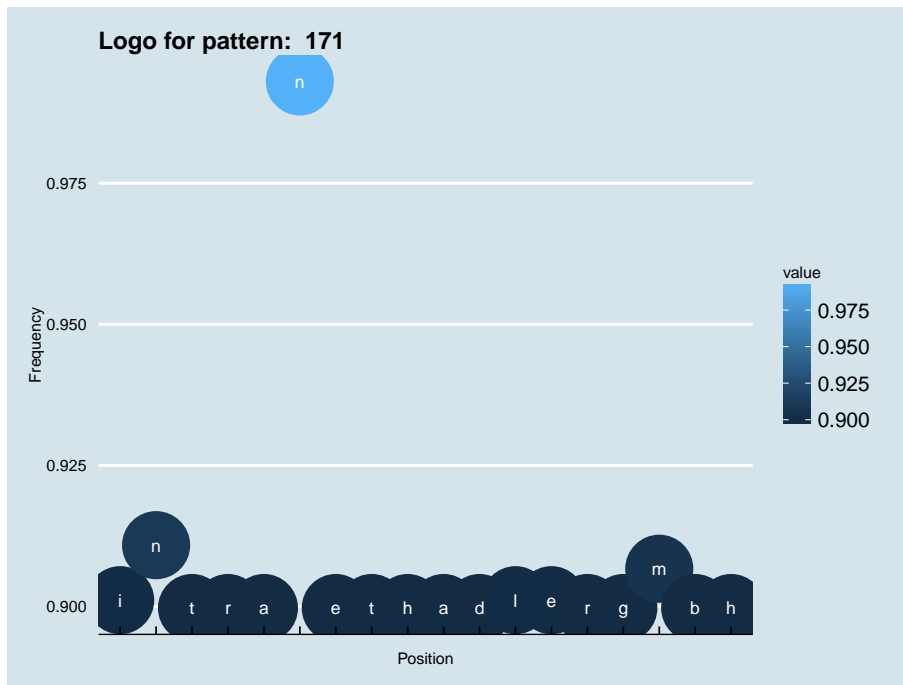 Logo for pattern:  171
n
0.975
0.950
0.925
0.900
Frequency
i n t r a e t h a d l e r g m b h
Position
value
0.975
0.950
0.925
0.900